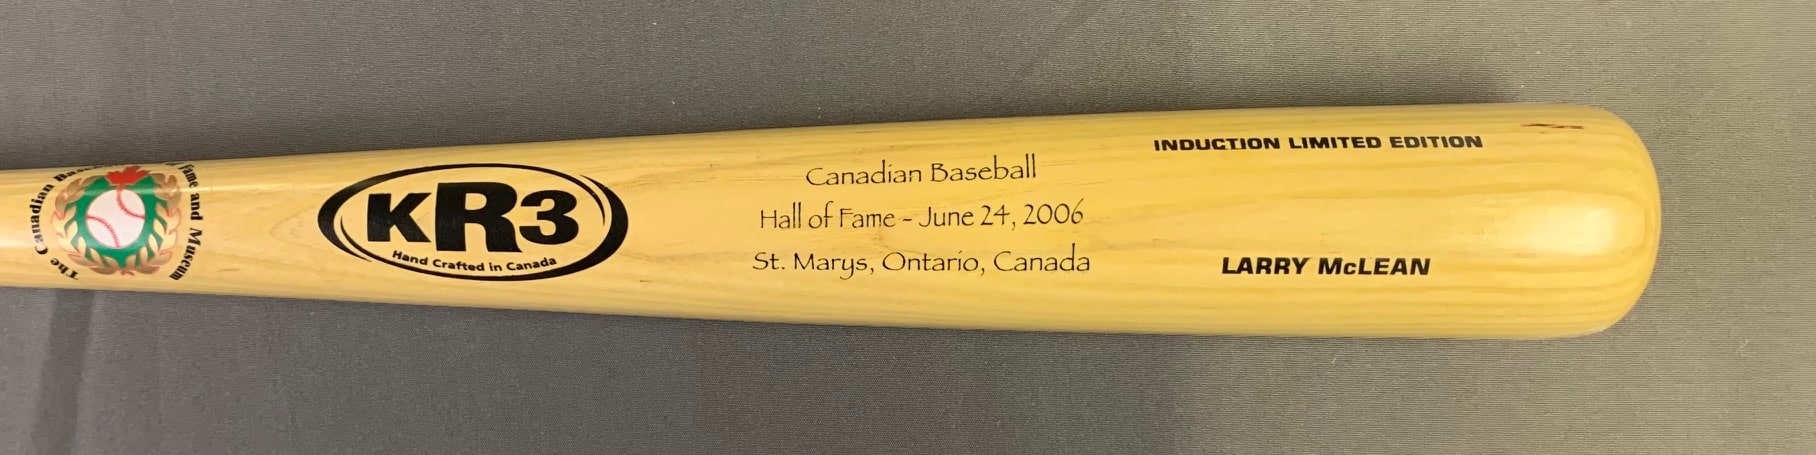 The Canadian
Fame and Museum
KR3
Hand Crafted in Canada
Canadian Baseball
Hall of Fame - June 24, 2006
St. Marys, Ontario, Canada
INDUCTION LIMITED EDITION
LARRY McLEAN